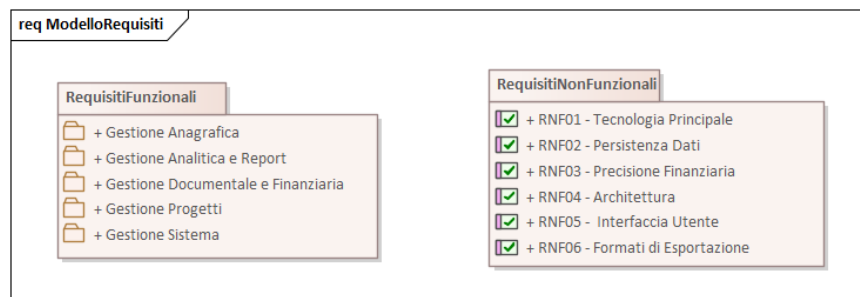 req ModelloRequisiti
RequisitiFunzionali
+ Gestione Anagrafica
+ Gestione Analitica e Report
+ Gestione Documentale e Finanziaria
+ Gestione Progetti
+ Gestione Sistema
RequisitiNonFunzionali
+ RNF01 - Tecnologia Principale
+ RNF02 - Persistenza Dati
+ RNF03 - Precisione Finanziaria
+ RNF04 - Architettura
+ RNF05 -  Interfaccia Utente
+ RNF06 - Formati di Esportazione